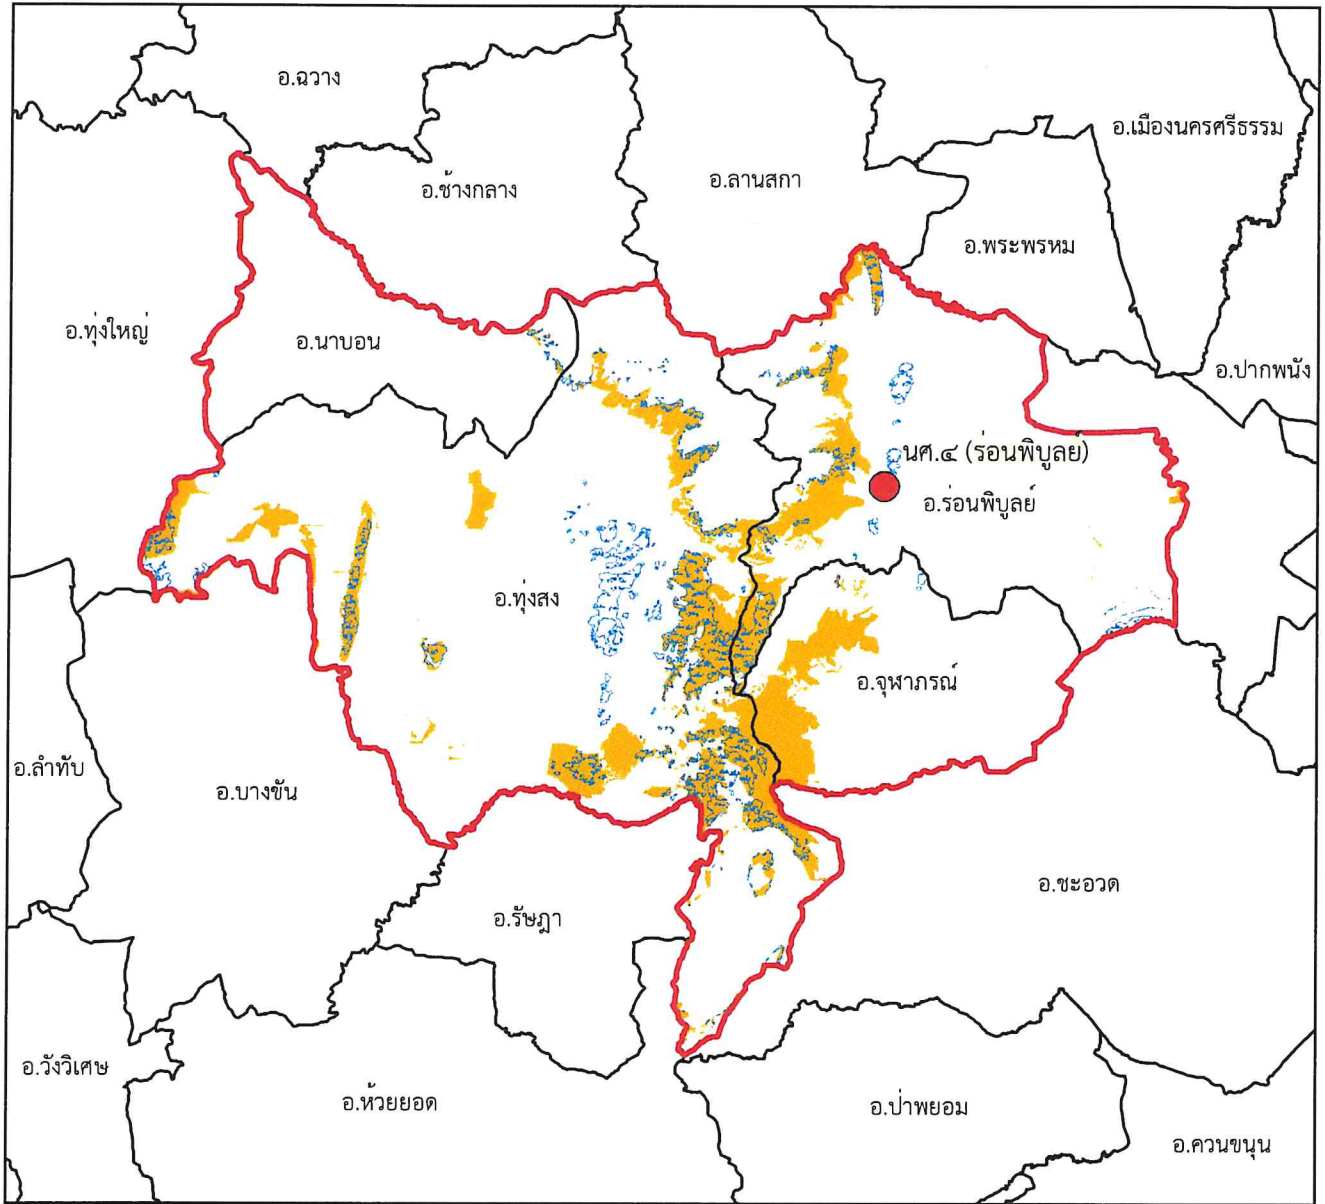 อ.ฉวาง
อ.เมืองนครศรีธรรม
อ.ช้างกลาง
อ.ลานสกา
อ.พระพรหม
อ.ทุ่งใหญ่
อ.นาบอน
อ.ปากพนัง
นศ.๔ (ร่อนพิบูลย์)
อ.ร่อนพิบูลย์
อ.ทุ่งสง
อ.จุฬาภรณ์
อ.ลำทับ
อ.บางขัน
อ.ชะอวด
อ.รัษฎา
อ.วังวิเศษ
อ.ห้วยยอด
อ.ป่าพยอม
อ.ควนขนุน